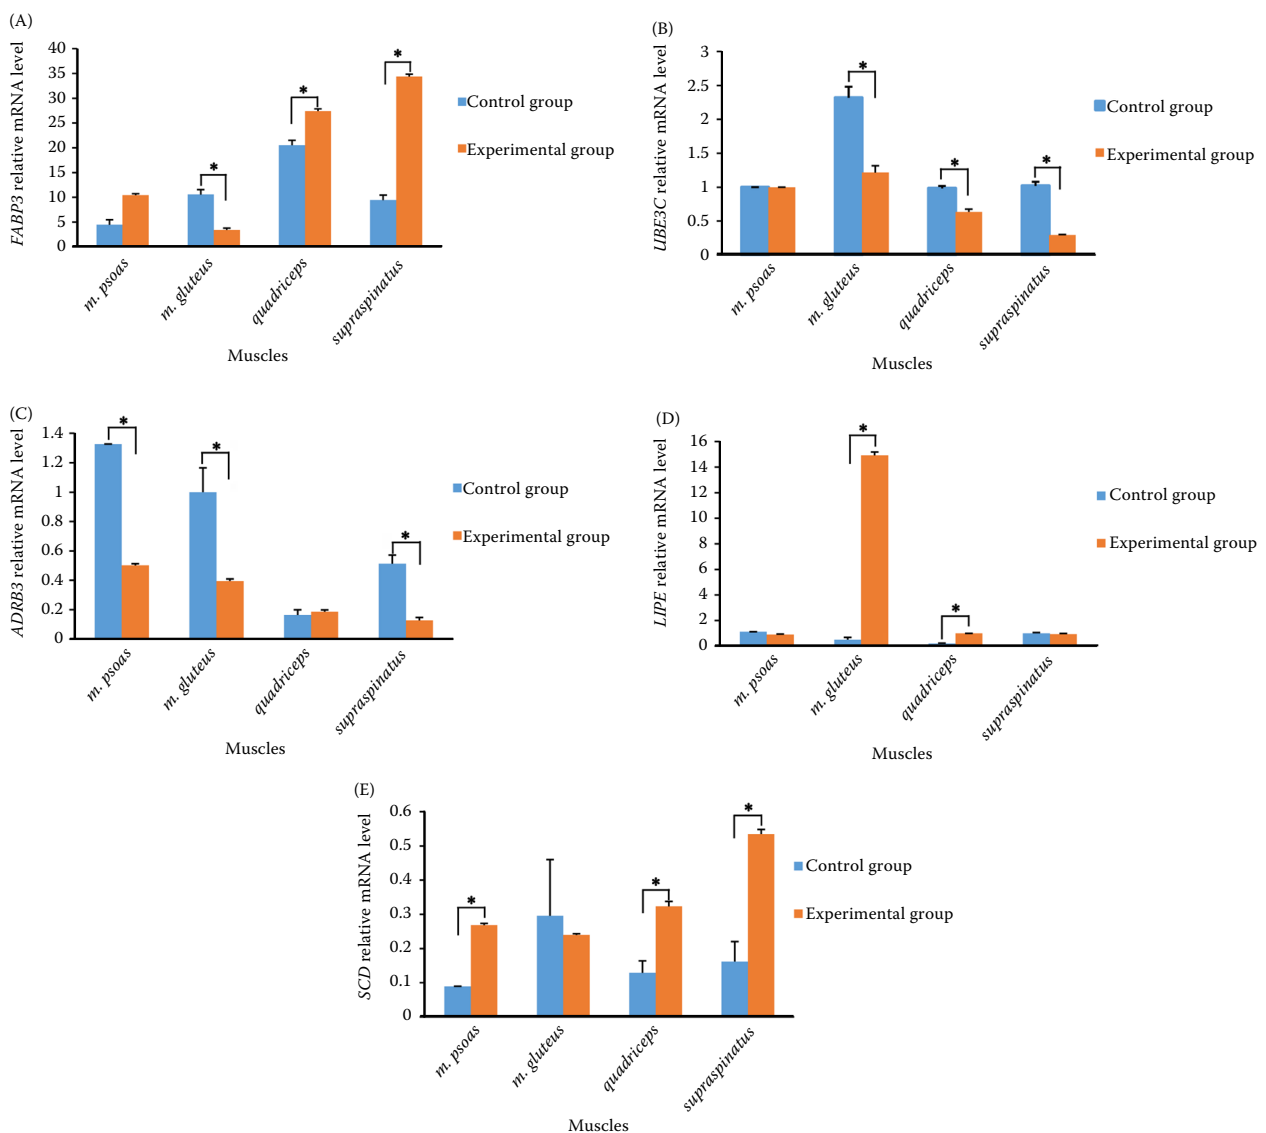 (A)
FABP3 relative mRNA level
40
35
30
25
20
15
10
5
0
*
*
*
m. psoas
m. gluteus
quadriceps
supraspinatus
Muscles
Control group
Experimental group
(B)
UBE3C relative mRNA level
3
2.5
2
1.5
1
0.5
0
*
*
*
m. psoas
m. gluteus
quadriceps
supraspinatus
Muscles
Control group
Experimental group
(C)
ADRB3 relative mRNA level
1.4
1.2
1
0.8
0.6
0.4
0.2
0
*
*
*
m. psoas
m. gluteus
quadriceps
supraspinatus
Muscles
Control group
Experimental group
(D)
LIPE relative mRNA level
16
14
12
10
8
6
4
2
0
*
*
m. psoas
m. gluteus
quadriceps
supraspinatus
Muscles
Control group
Experimental group
(E)
SCD relative mRNA level
0.6
0.5
0.4
0.3
0.2
0.1
0
*
*
*
m. psoas
m. gluteus
quadriceps
supraspinatus
Muscles
Control group
Experimental group